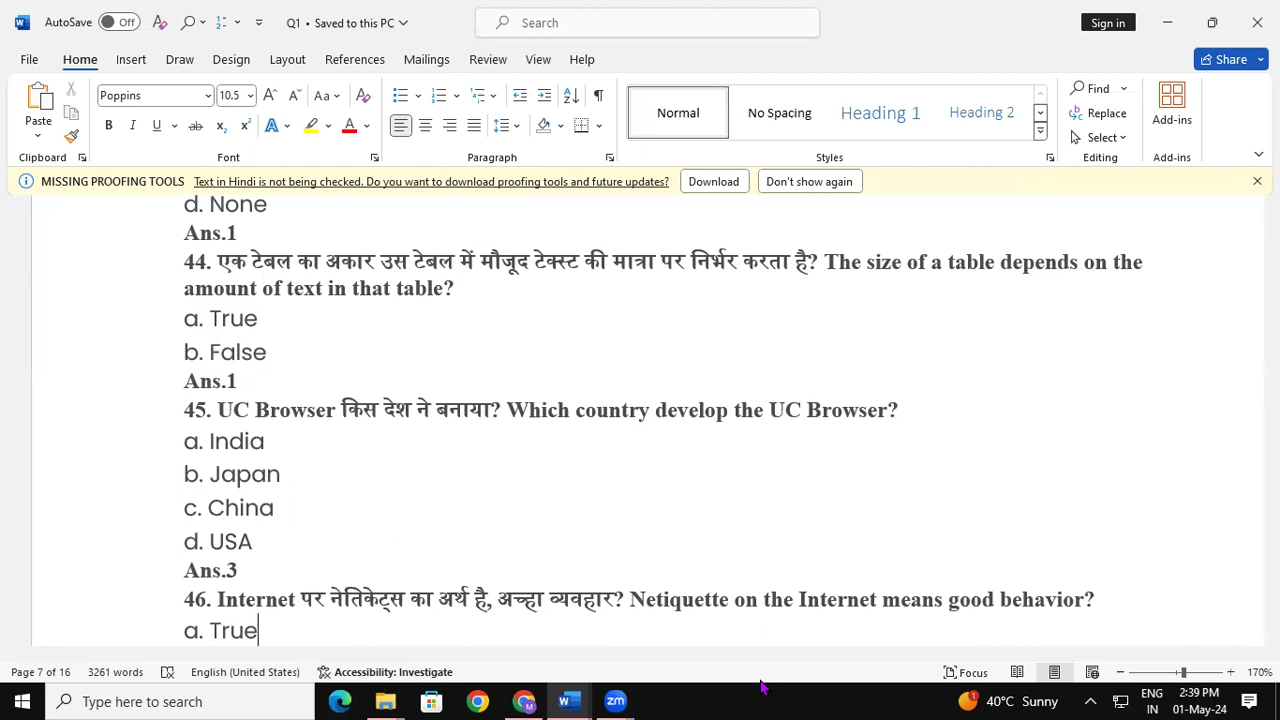 AutoSave Off Q1 • Saved to this PC Search Sign in
File Home Insert Draw Design Layout References Mailings Review View Help Share
Paste Poppins 10.5 Aa Normal No Spacing Heading 1 Heading 2 Find Replace Select Add-ins
B I U ab x₂ x² A A
Clipboard Font Paragraph Styles Editing Add-ins
MISSING PROOFING TOOLS Text in Hindi is not being checked. Do you want to download proofing tools and future updates? Download Don't show again
d. None
Ans.1
44. एक टेबल का अकार उस टेबल में मौजूद टेक्स्ट की मात्रा पर निर्भर करता है? The size of a table depends on the
amount of text in that table?
a. True
b. False
Ans.1
45. UC Browser किस देश ने बनाया? Which country develop the UC Browser?
a. India
b. Japan
c. China
d. USA
Ans.3
46. Internet पर नेतिकेट्स का अर्थ है, अच्हा व्यवहार? Netiquette on the Internet means good behavior?
a. True
Page 7 of 16 3261 words English (United States) Accessibility: Investigate Focus 170%
Type here to search zm 1 40°C Sunny ENG IN 2:39 PM 01-May-24